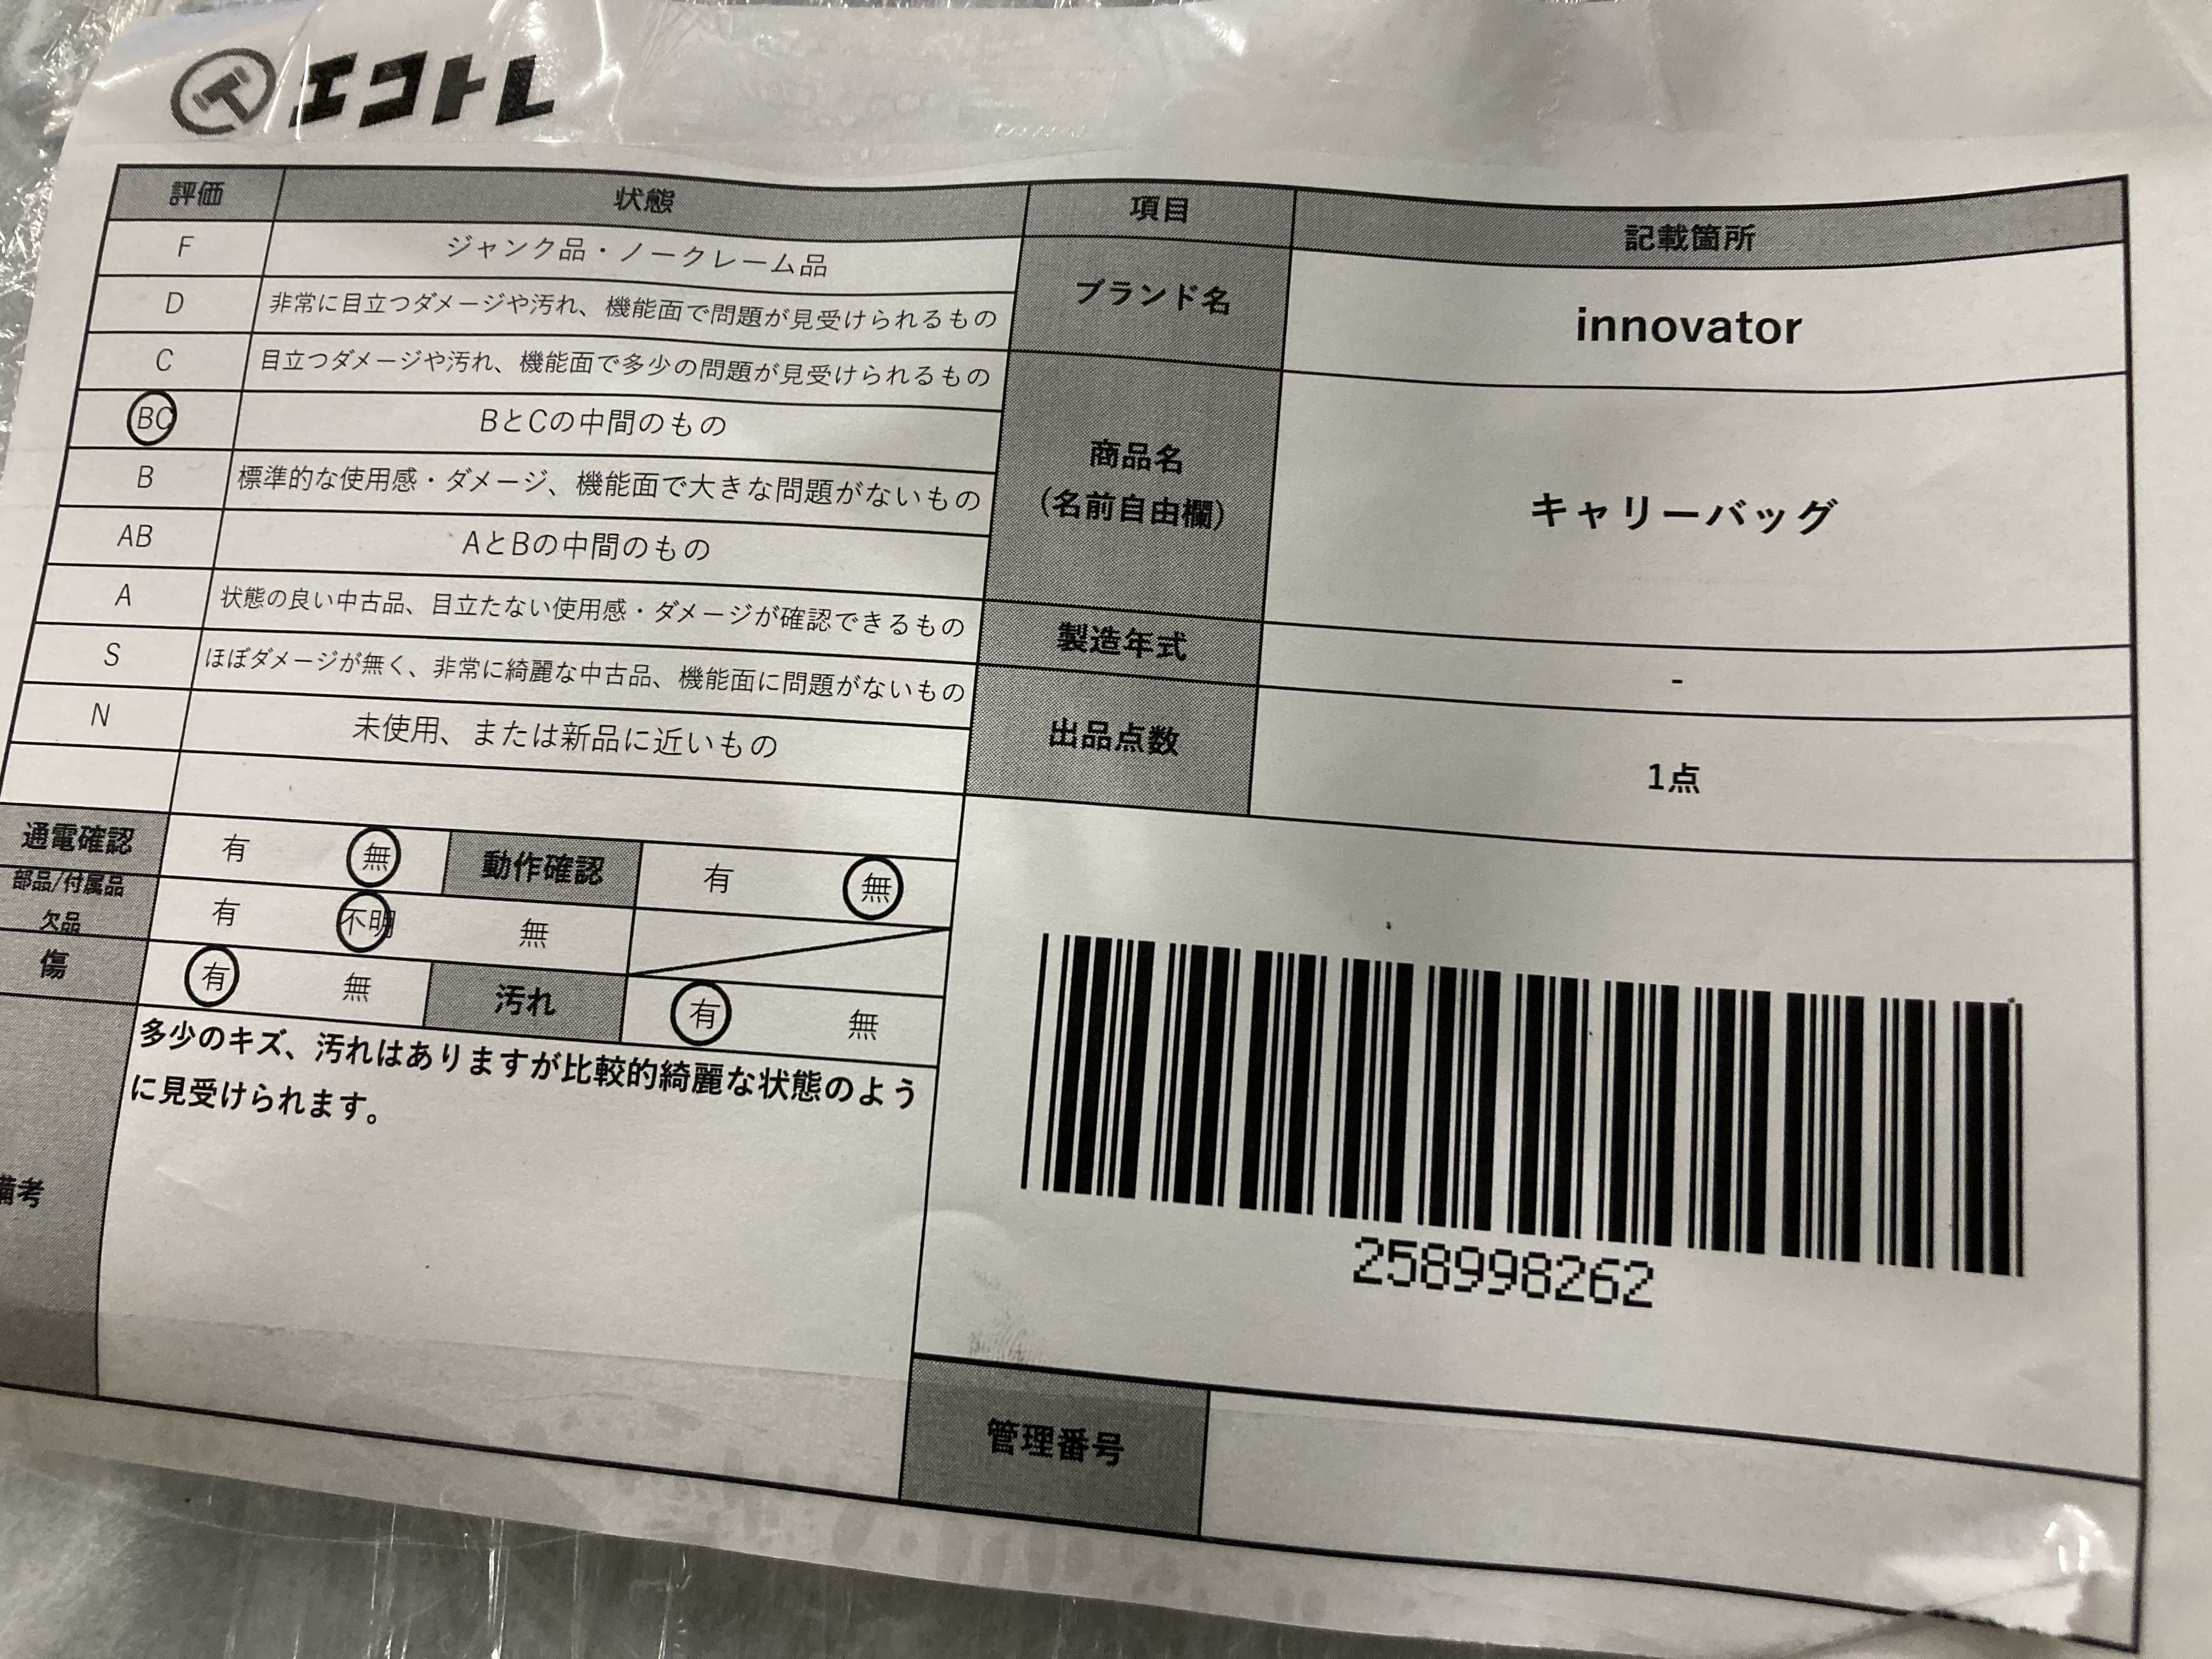 エコトレ
評価 状態
F ジャンク品・ノークレーム品
D 非常に目立つダメージや汚れ、機能面で問題が見受けられるもの
C 目立つダメージや汚れ、機能面で多少の問題が見受けられるもの
BC BとCの中間のもの
B 標準的な使用感・ダメージ、機能面で大きな問題がないもの
AB AとBの中間のもの
A 状態の良い中古品、目立たない使用感・ダメージが確認できるもの
S ほぼダメージが無く、非常に綺麗な中古品、機能面に問題がないもの
N 未使用、または新品に近いもの
通電確認 有 無 動作確認 有 無
部品/付属品
欠品 有 不明 無
傷 有 無 汚れ 有 無
備考
多少のキズ、汚れはありますが比較的綺麗な状態のよう
に見受けられます。
項目 記載箇所
ブランド名 innovator
商品名
(名前自由欄)
キャリーバッグ
製造年式 -
出品点数 1点
258998262
管理番号